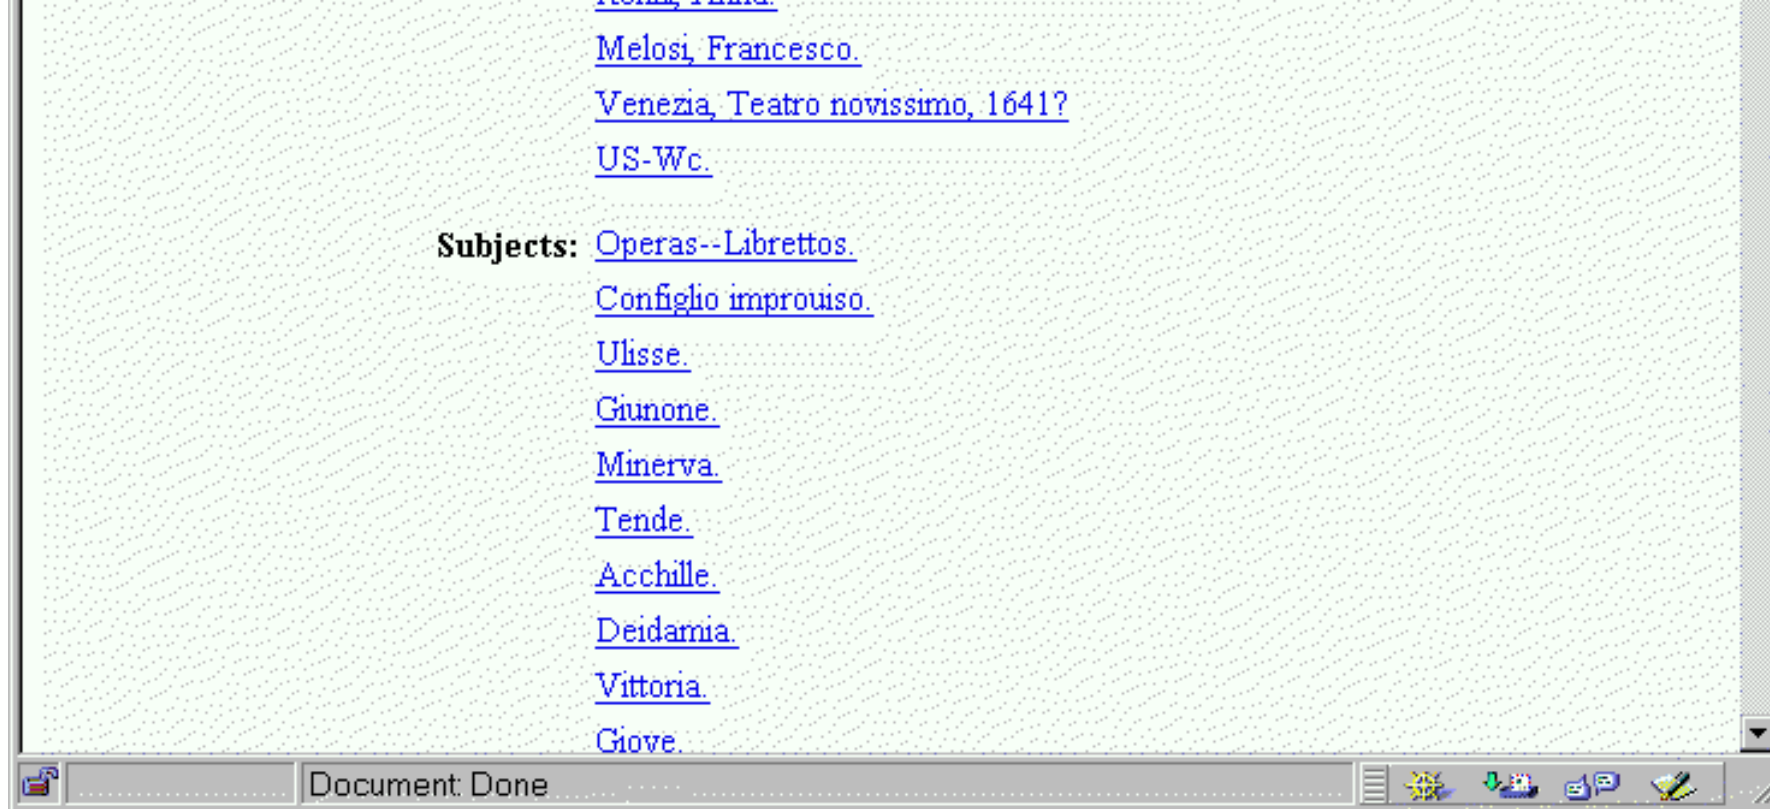 Melosi, Francesco.
Venezia, Teatro novissimo, 1641?
US-Wc.
Subjects: Operas--Librettos.
Configlio improuiso.
Ulisse.
Giunone.
Minerva.
Tende.
Acchille.
Deidamia.
Vittoria.
Giove.
Document: Done